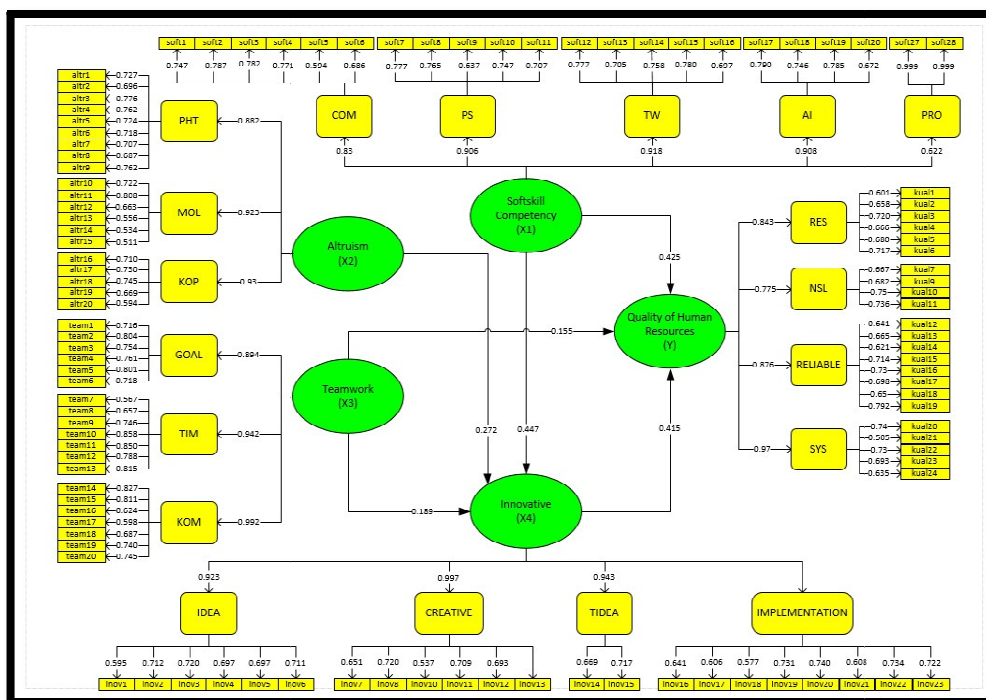 soft1 soft2 soft3 soft4 soft5 soft6 soft7 soft8 soft9 soft10 soft11 soft12 soft13 soft14 soft15 soft16 soft17 soft18 soft19 soft20 soft27 soft28
0.747 0.787 0.782 0.771 0.594 0.686 0.777 0.765 0.637 0.747 0.707 0.777 0.705 0.758 0.780 0.697 0.790 0.746 0.785 0.672 0.999 0.999
COM PS TW AI PRO
0.83 0.906 0.918 0.908 0.622
altr1 0.727
altr2 0.696
altr3 0.776
altr4 0.762
altr5 0.724
altr6 0.718
altr7 0.707
altr8 0.687
altr9 0.762
PHT 0.882
altr10 0.722
altr11 0.808
altr12 0.663
altr13 0.556
altr14 0.534
altr15 0.511
MOL 0.923
altr16 0.710
altr17 0.750
altr18 0.745
altr19 0.669
altr20 0.594
KOP 0.93
team1 0.716
team2 0.804
team3 0.754
team4 0.761
team5 0.801
team6 0.718
GOAL 0.894
team7 0.567
team8 0.657
team9 0.746
team10 0.858
team11 0.850
team12 0.788
team13 0.815
TIM 0.942
team14 0.827
team15 0.811
team16 0.624
team17 0.598
team18 0.687
team19 0.740
team20 0.745
KOM 0.992
Softskill
Competency
(X1)
Altruism
(X2)
Teamwork
(X3)
Innovative
(X4)
Quality of Human
Resources
(Y)
0.425
0.155
0.272
0.447
0.415
0.189
0.843 RES
0.601 kual1
0.658 kual2
0.720 kual3
0.666 kual4
0.680 kual5
0.717 kual6
0.775 NSL
0.667 kual7
0.682 kual9
0.75 kual10
0.736 kual11
0.876 RELIABLE
0.641 kual12
0.665 kual13
0.621 kual14
0.714 kual15
0.73 kual16
0.698 kual17
0.65 kual18
0.792 kual19
0.97 SYS
0.74 kual20
kual21
0.73 kual22
0.693 kual23
0.635 kual24
0.923 0.997 0.943
IDEA CREATIVE TIDEA IMPLEMENTATION
0.595 0.712 0.720 0.697 0.697 0.711 0.651 0.720 0.537 0.709 0.693 0.669 0.717 0.641 0.606 0.577 0.731 0.740 0.608 0.734 0.722
Inov1 Inov2 Inov3 Inov4 Inov5 Inov6 Inov7 Inov8 Inov10 Inov11 Inov12 Inov13 Inov14 Inov15 Inov16 Inov17 Inov18 Inov19 Inov20 Inov21 Inov22 Inov23